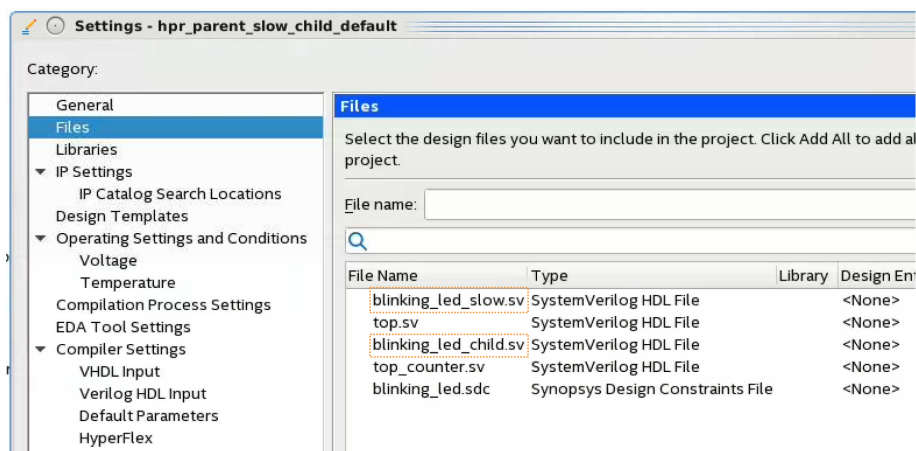 Settings - hpr_parent_slow_child_default
Category:
General
Files
Libraries
IP Settings
IP Catalog Search Locations
Design Templates
Operating Settings and Conditions
Voltage
Temperature
Compilation Process Settings
EDA Tool Settings
Compiler Settings
VHDL Input
Verilog HDL Input
Default Parameters
HyperFlex
Files
Select the design files you want to include in the project. Click Add All to add al
project.
File name:
File Name Type Library Design En
blinking_led_slow.sv SystemVerilog HDL File <None>
top.sv SystemVerilog HDL File <None>
blinking_led_child.sv SystemVerilog HDL File <None>
top_counter.sv SystemVerilog HDL File <None>
blinking_led.sdc Synopsys Design Constraints File <None>